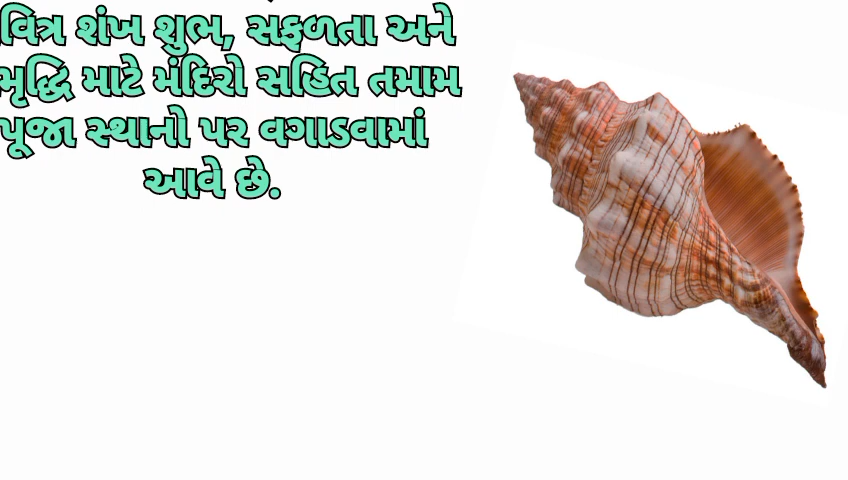 શંખ શુભ, સફળતા અને
માટે મંદિરો સહિત તમામ
પૂજા સ્થાનો પર વગાડવામાં
આવે છે.